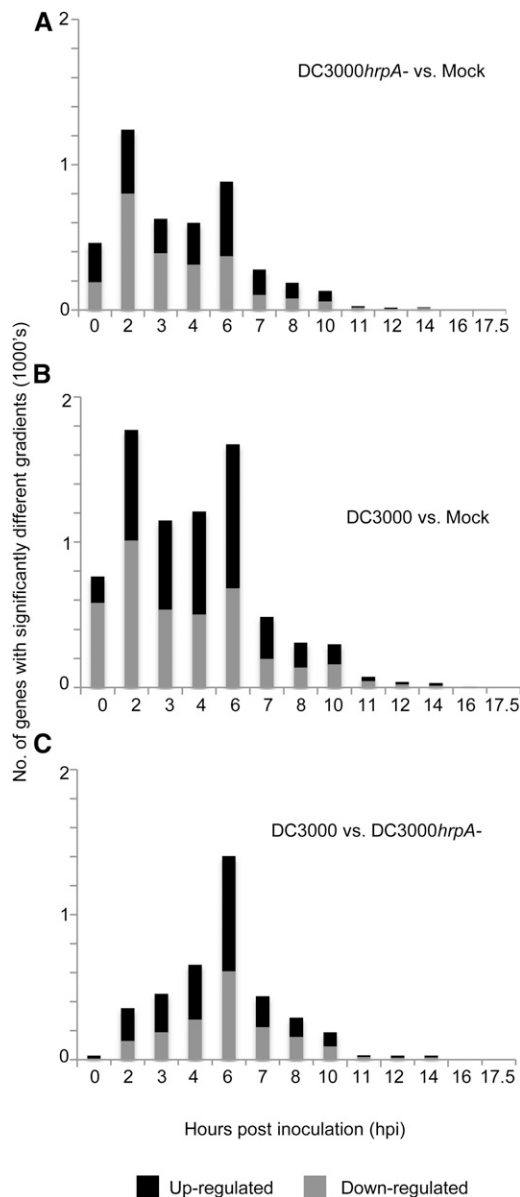 A
2
DC3000hrpA- vs. Mock
1
0
0 2 3 4 6 7 8 10 11 12 14 16 17.5
B
2
DC3000 vs. Mock
1
0
0 2 3 4 6 7 8 10 11 12 14 16 17.5
C
2
DC3000 vs. DC3000hrpA-
1
0
0 2 3 4 6 7 8 10 11 12 14 16 17.5
No. of genes with significantly different gradients (1000's)
Hours post inoculation (hpi)
Up-regulated Down-regulated